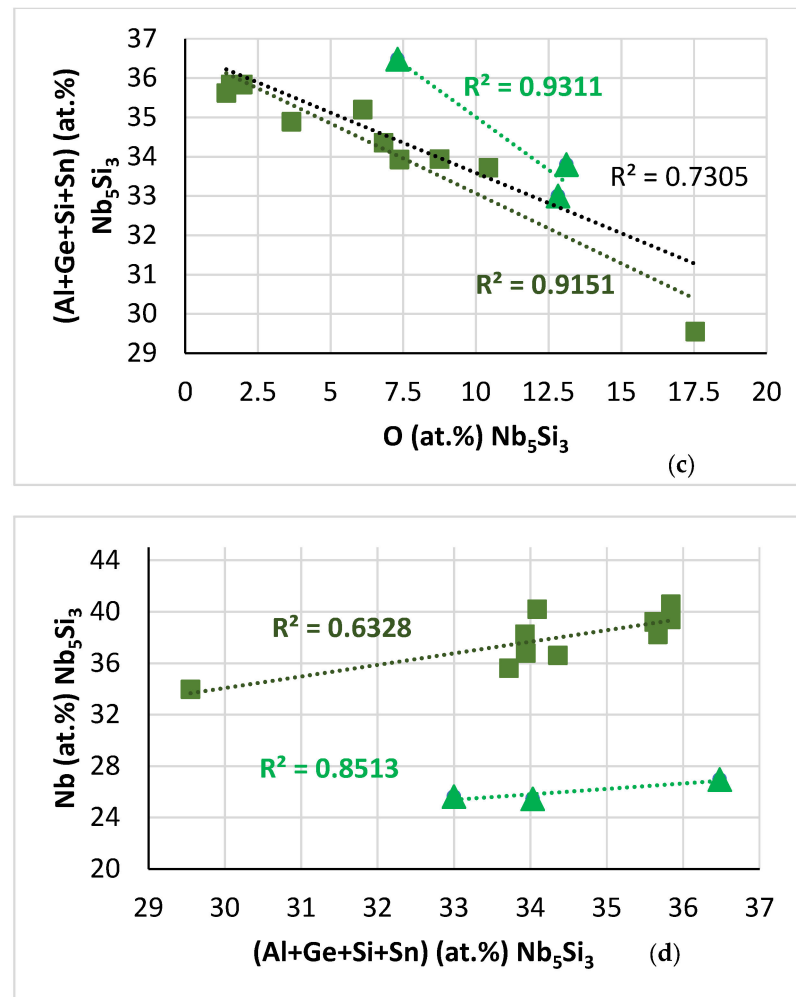 (Al+Ge+Si+Sn) (at.%)
Nb₅Si₃
37
36
35
34
33
32
31
30
29
R² = 0.9311
R² = 0.7305
R² = 0.9151
0 2.5 5 7.5 10 12.5 15 17.5 20
O (at.%) Nb₅Si₃
(c)
Nb (at.%) Nb₅Si₃
44
40
36
32
28
24
20
R² = 0.6328
R² = 0.8513
29 30 31 32 33 34 35 36 37
(Al+Ge+Si+Sn) (at.%) Nb₅Si₃ (d)